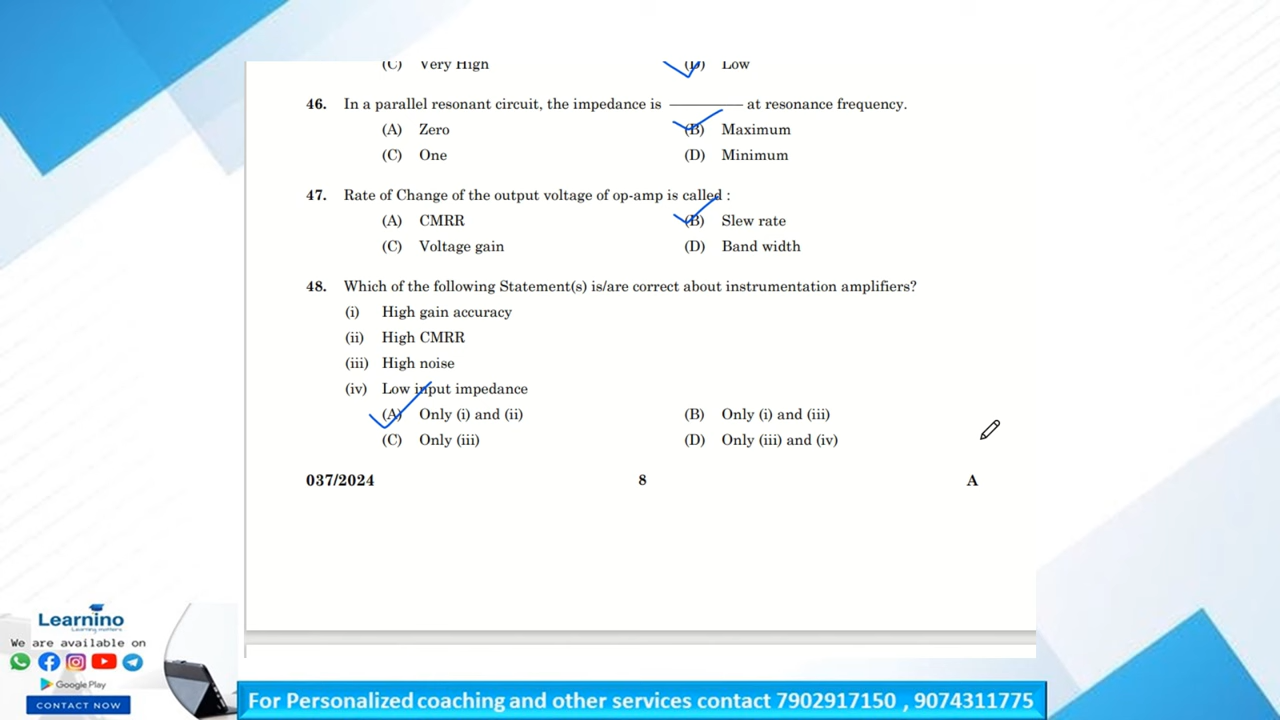 (C) Very High (D) Low
46. In a parallel resonant circuit, the impedance is ———— at resonance frequency.
(A) Zero (B) Maximum
(C) One (D) Minimum
47. Rate of Change of the output voltage of op-amp is called :
(A) CMRR (B) Slew rate
(C) Voltage gain (D) Band width
48. Which of the following Statement(s) is/are correct about instrumentation amplifiers?
(i) High gain accuracy
(ii) High CMRR
(iii) High noise
(iv) Low input impedance
(A) Only (i) and (ii) (B) Only (i) and (iii)
(C) Only (iii) (D) Only (iii) and (iv)
037/2024 8 A
Learnino
Learning matters
We are available on
Google Play
CONTACT NOW
For Personalized coaching and other services contact 7902917150 , 9074311775